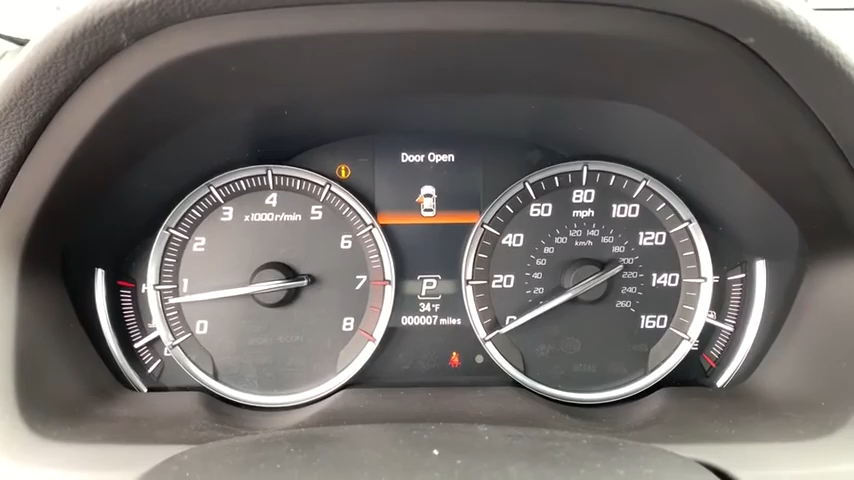 Door Open
i
4
3
5
x1000r/min
2
6
1
7
0
8
H
C
80
60
mph
100
40
120
20
140
0
160
120
140
100
km/h
160
80
180
60
200
40
220
20
240
260
P
34°F
000007 miles
F
E